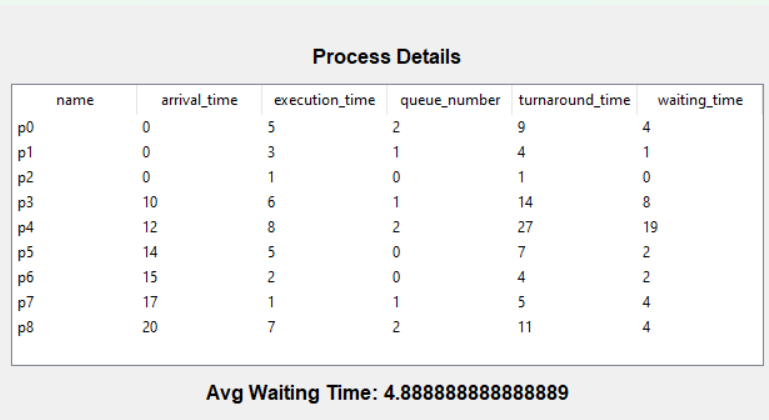 Process Details
name arrival_time execution_time queue_number turnaround_time waiting_time
p0 0 5 2 9 4
p1 0 3 1 4 1
p2 0 1 0 1 0
p3 10 6 1 14 8
p4 12 8 2 27 19
p5 14 5 0 7 2
p6 15 2 0 4 2
p7 17 1 1 5 4
p8 20 7 2 11 4
Avg Waiting Time: 4.888888888888889